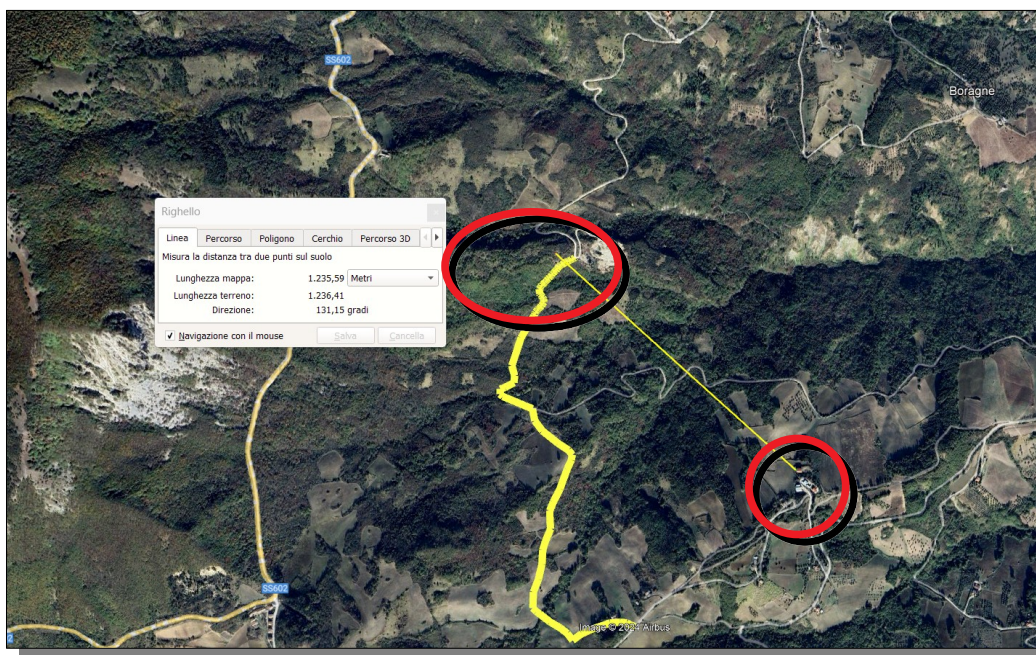 SS602
Boragne
Righello
Linea Percorso Poligono Cerchio Percorso 3D
Misura la distanza tra due punti sul suolo
Lunghezza mappa: 1.235,59 Metri
Lunghezza terreno: 1.236,41
Direzione: 131,15 gradi
Navigazione con il mouse Salva Cancella
SS602
2
Image © 2024 Airbus